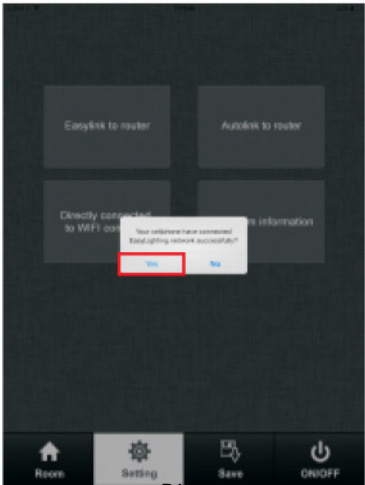 Easylink to router
Autolink to router
Directly connected
to WIFI
information
Your cellphone have connected
EasyLighting network successfully?
Yes
No
Room
Setting
Save
ON/OFF